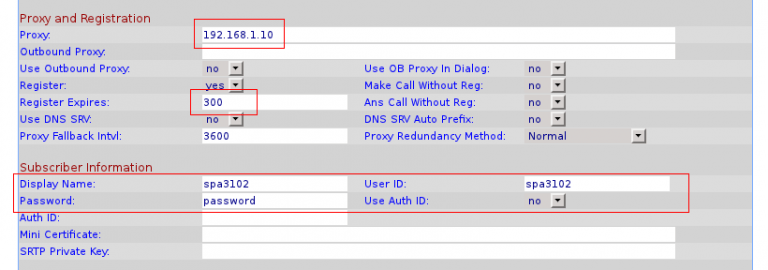 Proxy and Registration
Proxy: 192.168.1.10
Outbound Proxy:
Use Outbound Proxy: no Use OB Proxy In Dialog: no
Register: yes Make Call Without Reg: no
Register Expires: 300 Ans Call Without Reg: no
Use DNS SRV: no DNS SRV Auto Prefix: no
Proxy Fallback Intvl: 3600 Proxy Redundancy Method: Normal
Subscriber Information
Display Name: spa3102 User ID: spa3102
Password: password Use Auth ID: no
Auth ID:
Mini Certificate:
SRTP Private Key: